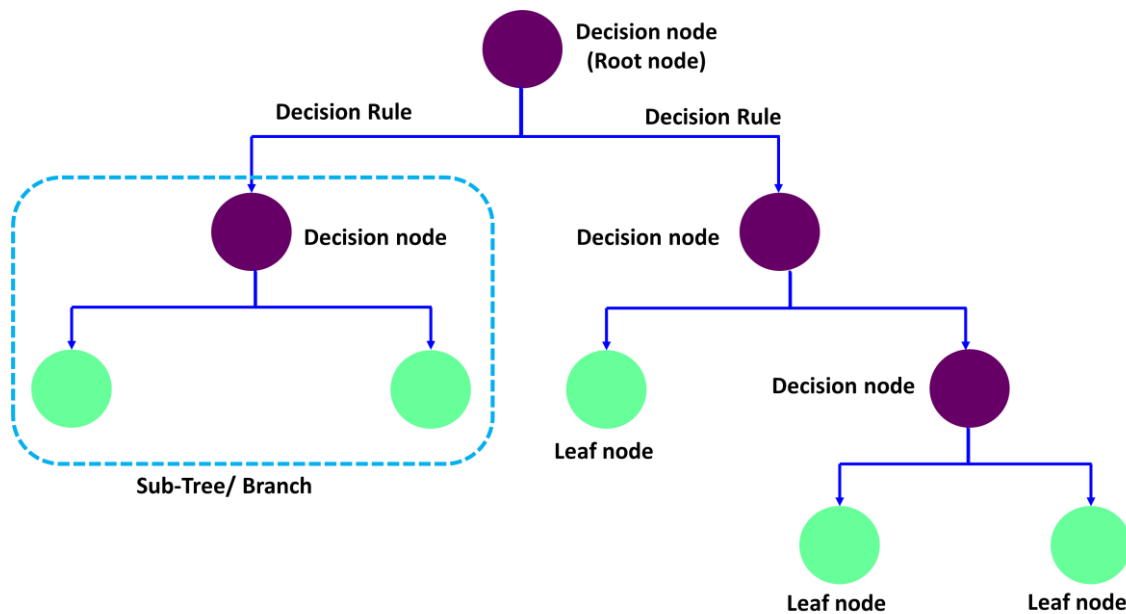 Decision node
(Root node)
Decision Rule
Decision Rule
Decision node
Decision node
Decision node
Leaf node
Sub-Tree/ Branch
Leaf node
Leaf node